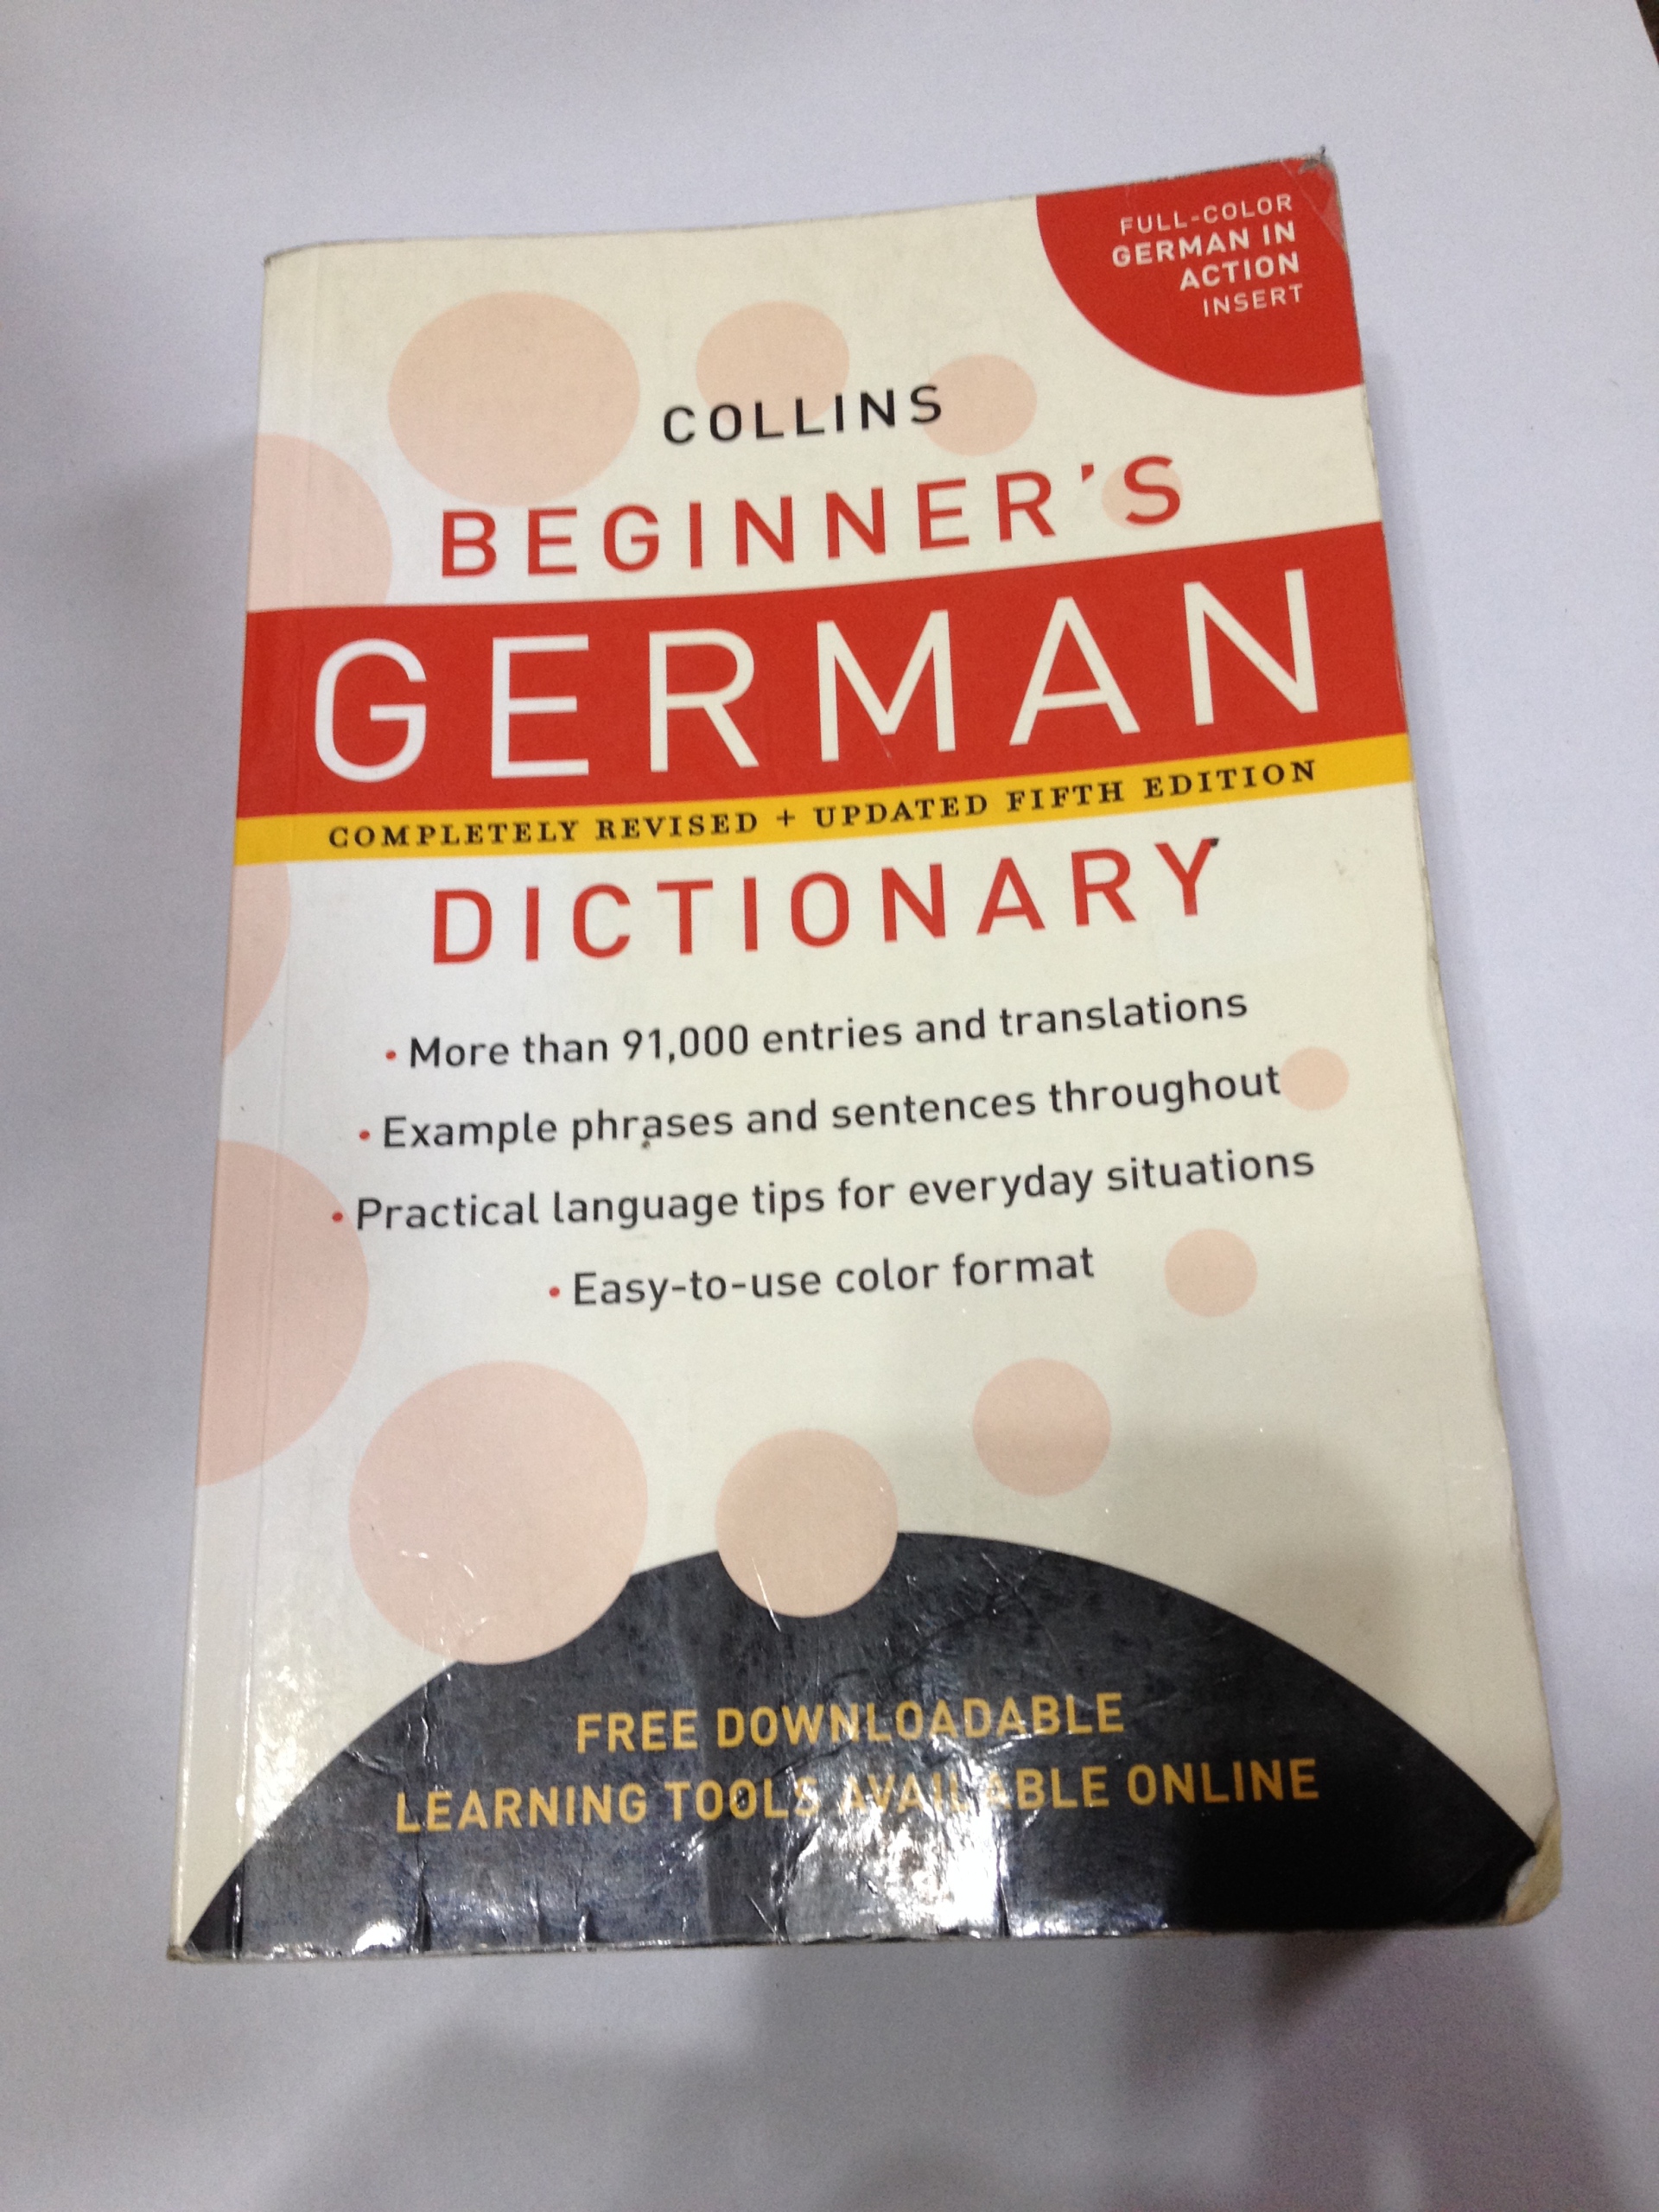 FULL-COLOR
GERMAN IN
ACTION
INSERT
COLLINS
BEGINNER'S
GERMAN
COMPLETELY REVISED + UPDATED FIFTH EDITION
DICTIONARY
• More than 91,000 entries and translations
• Example phrases and sentences throughout
• Practical language tips for everyday situations
• Easy-to-use color format
FREE DOWNLOADABLE
LEARNING TOOLS AVAILABLE ONLINE